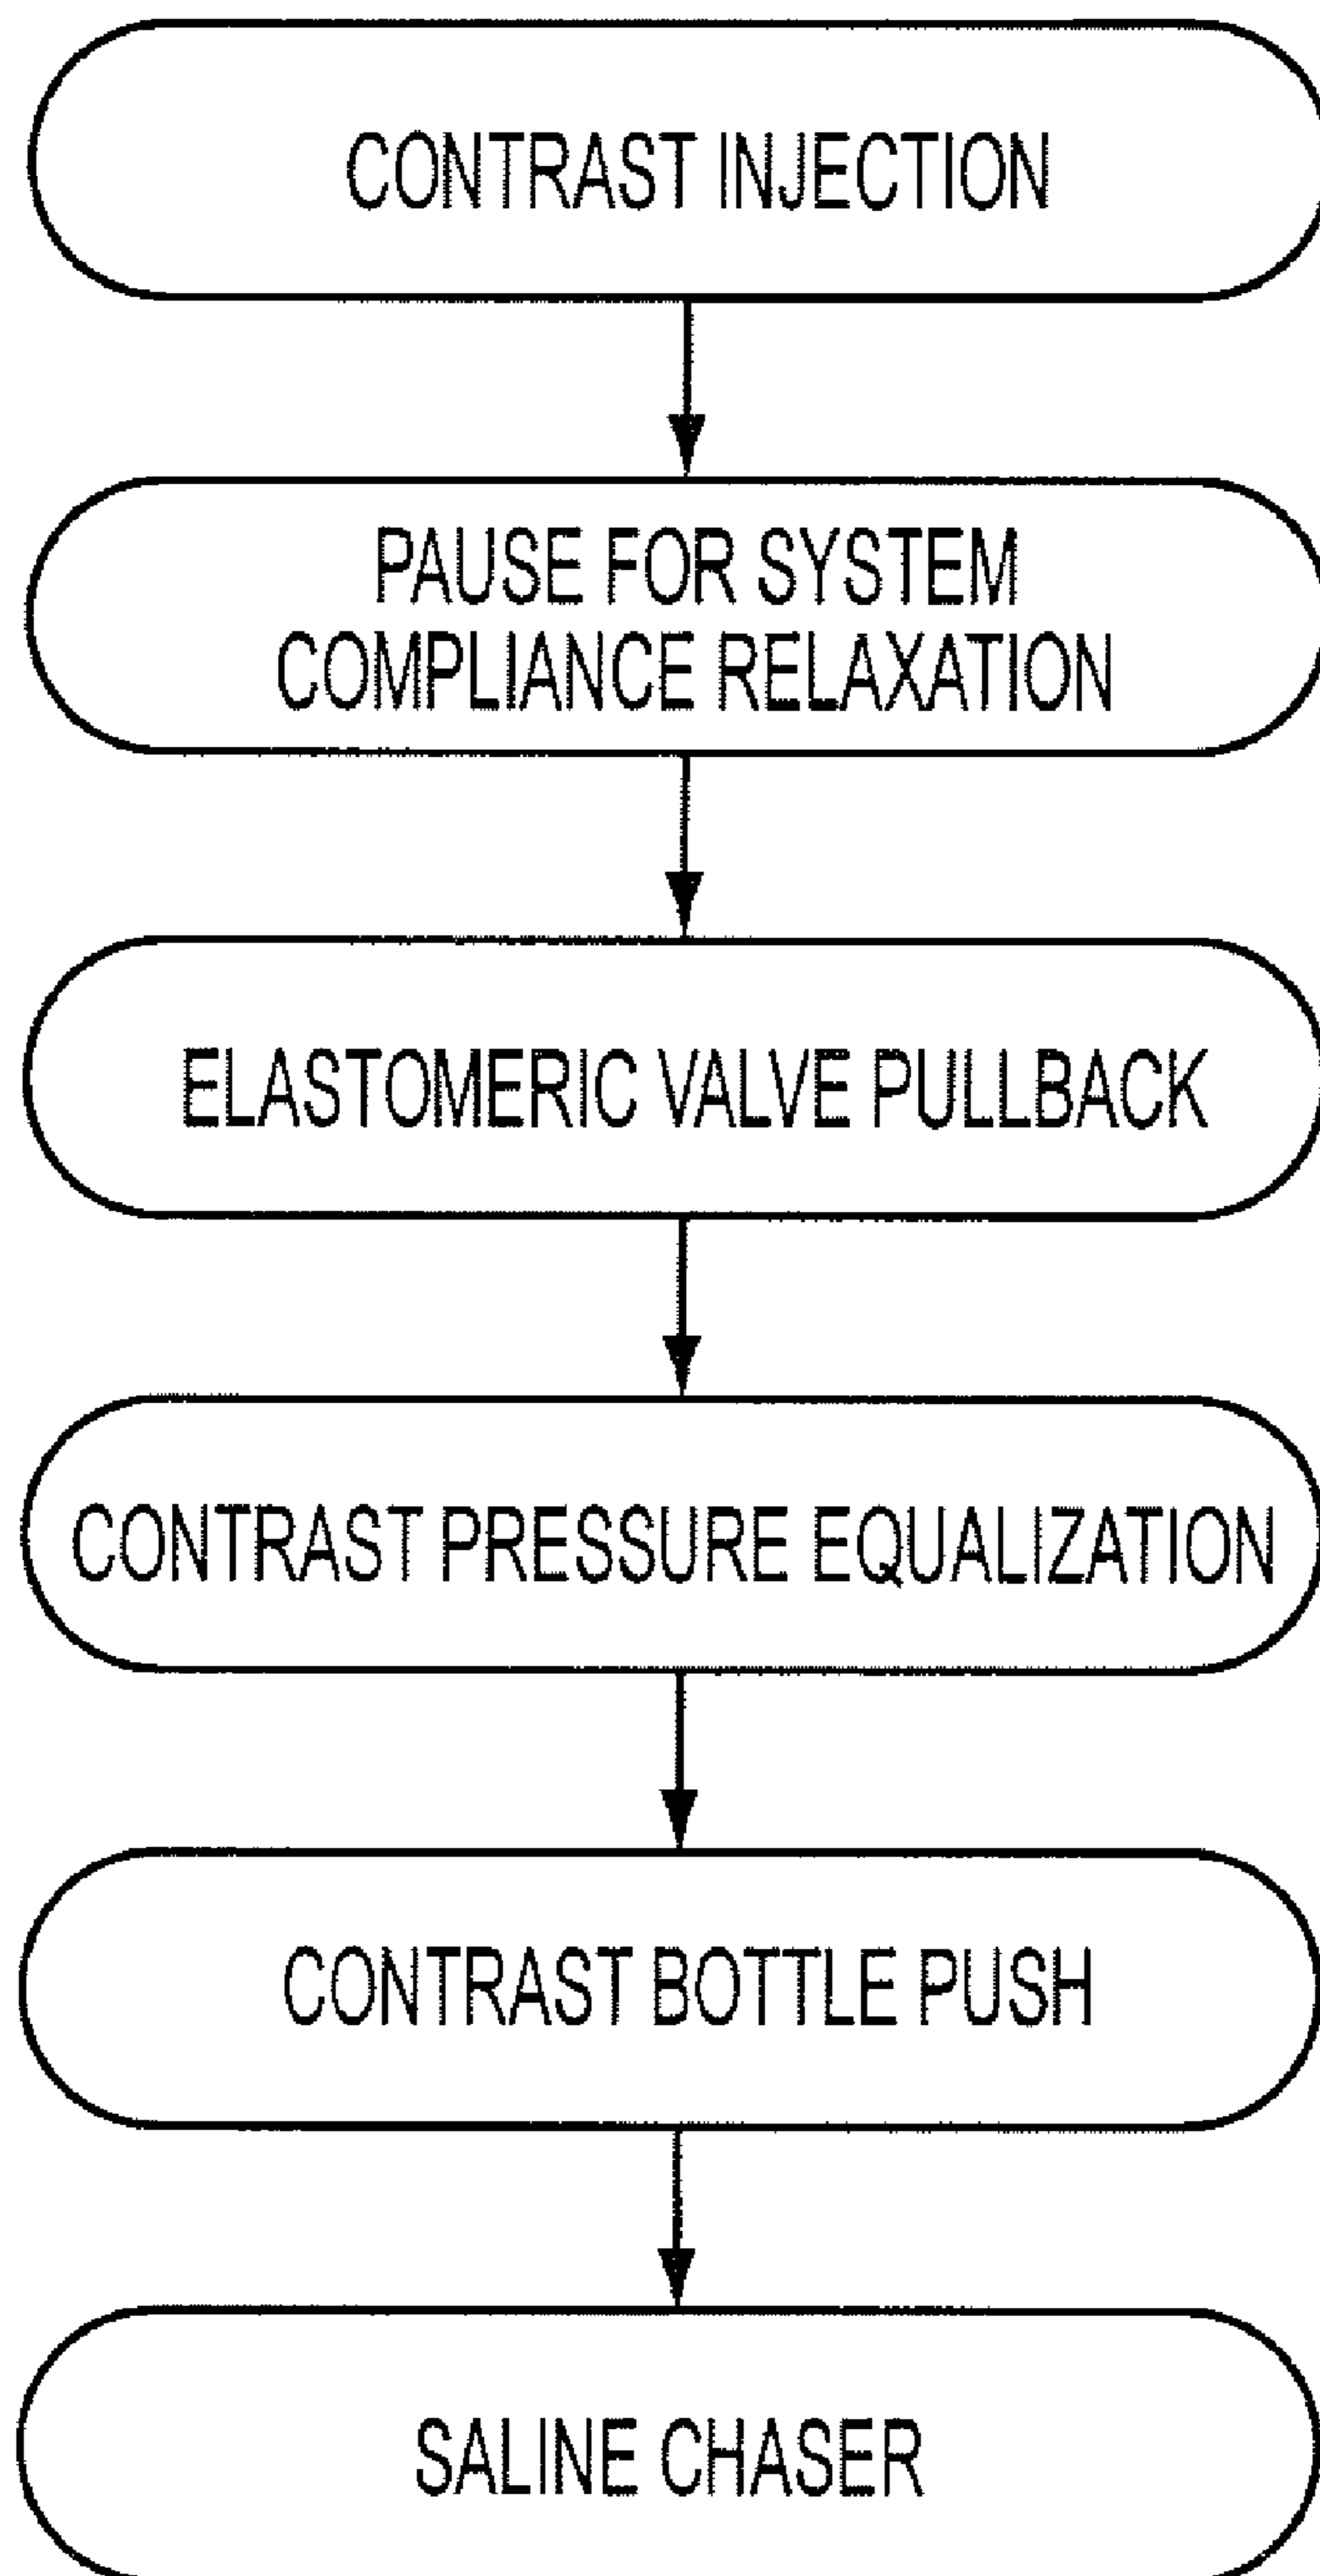 CONTRAST INJECTION
PAUSE FOR SYSTEM
COMPLIANCE RELAXATION
ELASTOMERIC VALVE PULLBACK
CONTRAST PRESSURE EQUALIZATION
CONTRAST BOTTLE PUSH
SALINE CHASER